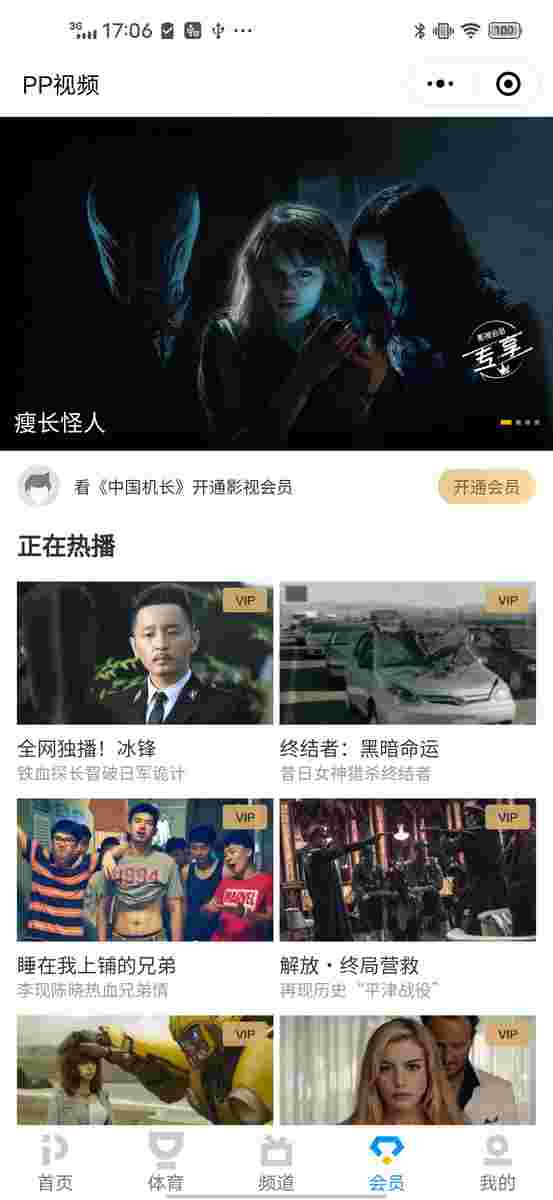 3G 17:06 100
PP视频
影视会员
专享
瘦长怪人
看《中国机长》开通影视会员
开通会员
正在热播
VIP
VIP
全网独播！冰锋
铁血探长智破日军诡计
终结者：黑暗命运
昔日女神猎杀终结者
VIP
VIP
1994
MARVEL
睡在我上铺的兄弟
李现陈晓热血兄弟情
解放·终局营救
再现历史“平津战役”
VIP
VIP
首页
体育
频道
会员
我的